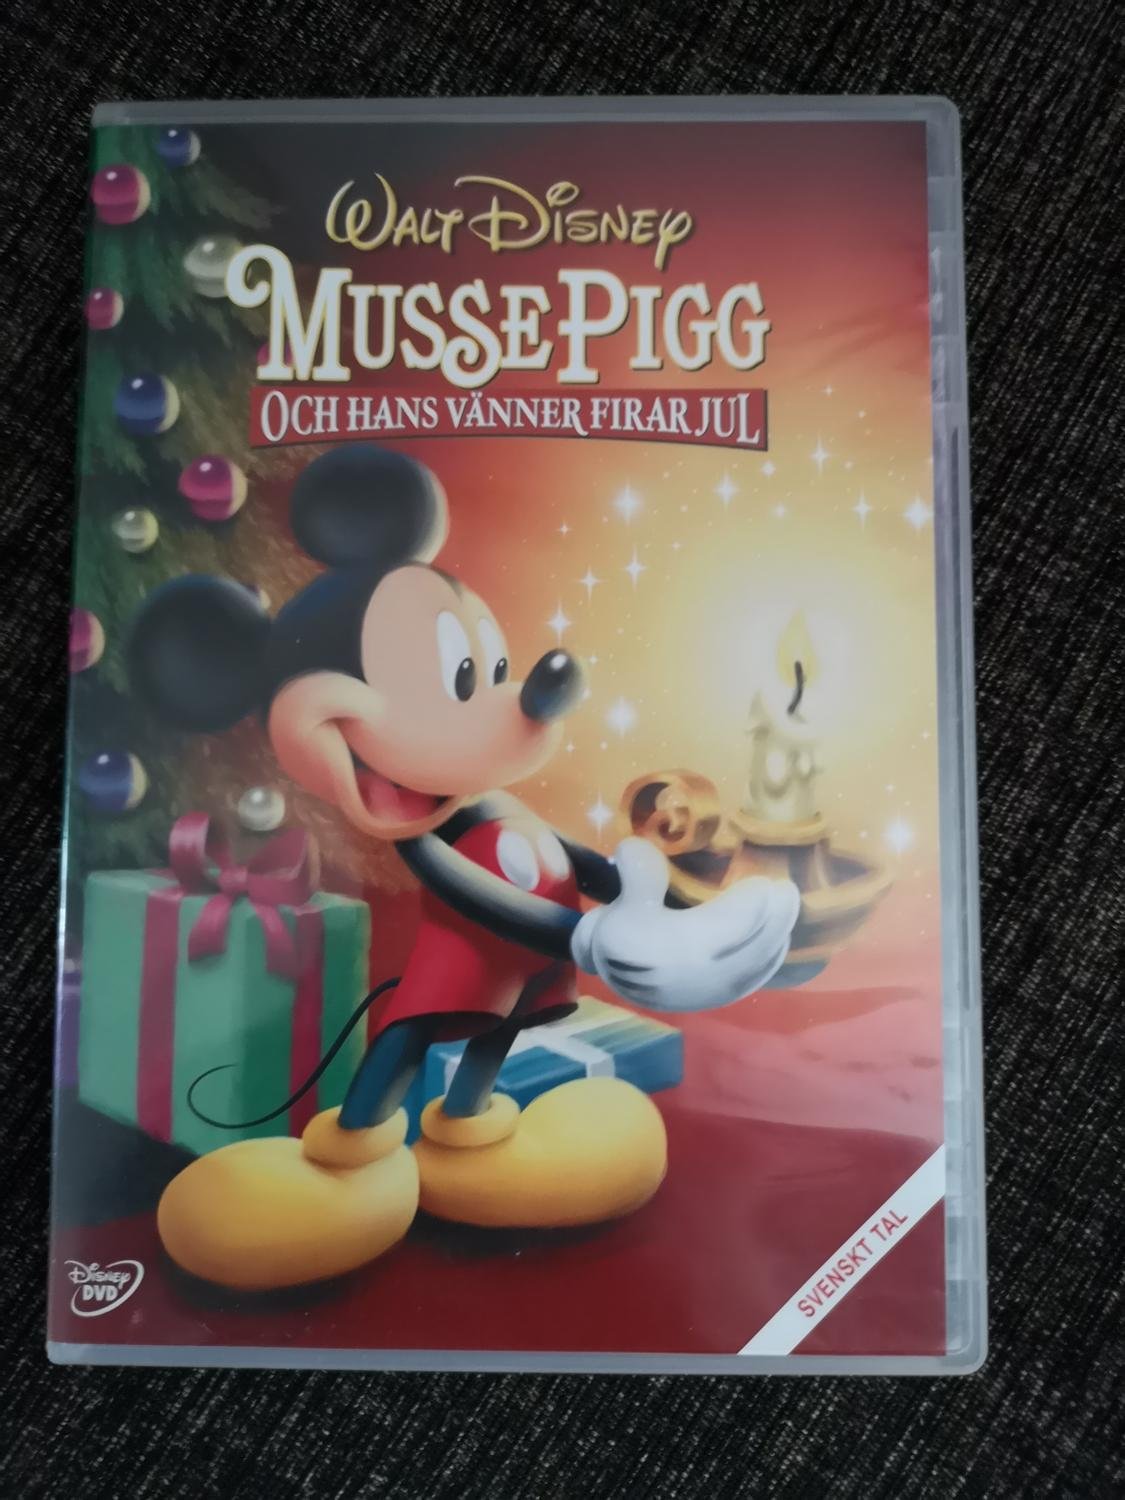 WALT DISNEY
MUSSE PIGG
OCH HANS VÄNNER FIRAR JUL
SVENSKT TAL
DISNEY
DVD